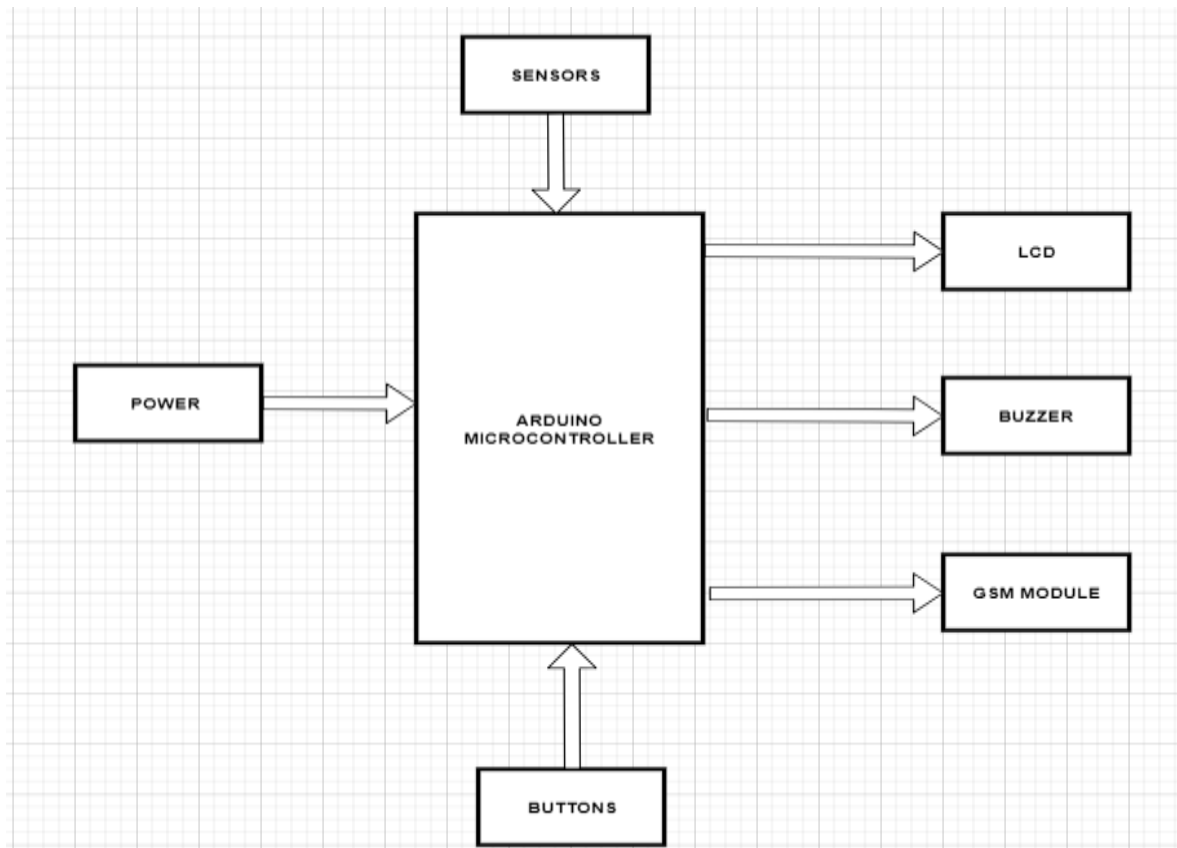 SENSORS
LCD
POWER
ARDUINO
MICROCONTROLLER
BUZZER
GSM MODULE
BUTTONS